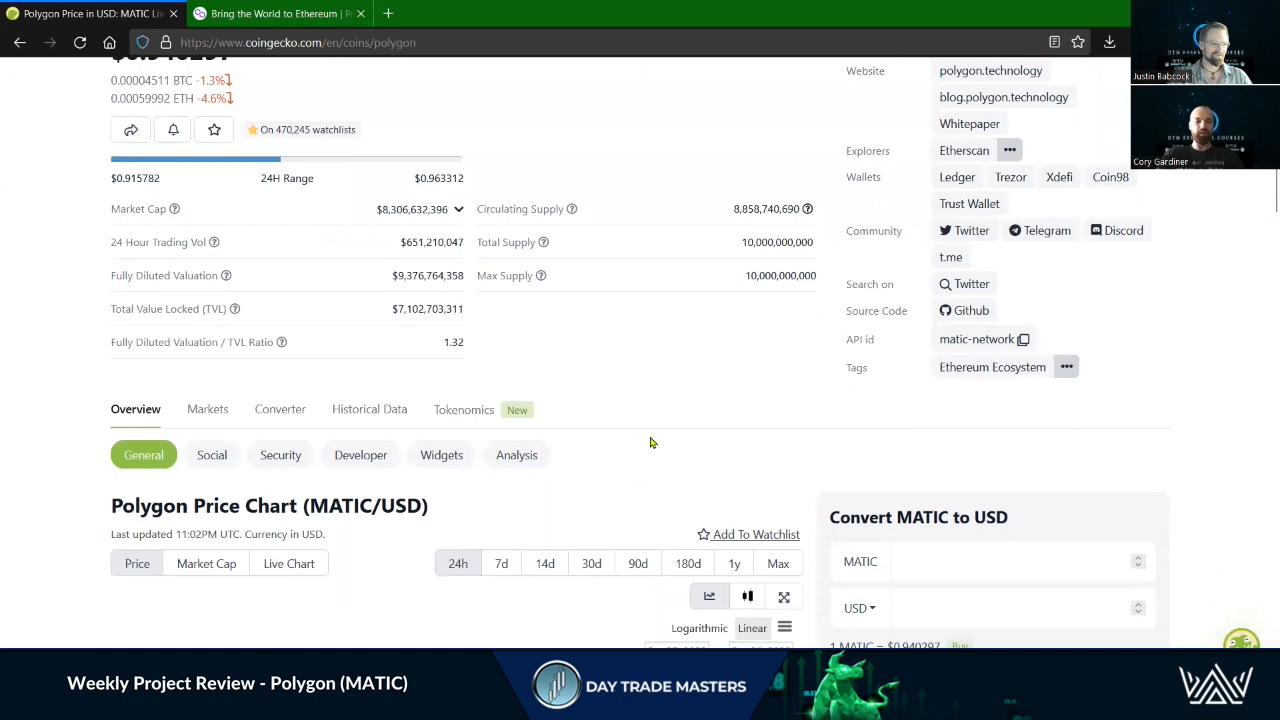 Polygon Price in USD: MATIC Liv
Bring the World to Ethereum | P
https://www.coingecko.com/en/coins/polygon
$0.940297
0.00004511 BTC -1.3%
0.00059992 ETH -4.6%
On 470,245 watchlists
$0.915782 24H Range $0.963312
Market Cap $8,306,632,396
Circulating Supply 8,858,740,690
24 Hour Trading Vol $651,210,047
Total Supply 10,000,000,000
Fully Diluted Valuation $9,376,764,358
Max Supply 10,000,000,000
Total Value Locked (TVL) $7,102,703,311
Fully Diluted Valuation / TVL Ratio 1.32
Website polygon.technology
blog.polygon.technology
Whitepaper
Explorers Etherscan
Wallets Ledger Trezor Xdefi Coin98
Trust Wallet
Community Twitter Telegram Discord
t.me
Search on Twitter
Source Code Github
API id matic-network
Tags Ethereum Ecosystem
Justin Babcock
Cory Gardiner
Overview Markets Converter Historical Data Tokenomics New
General Social Security Developer Widgets Analysis
Polygon Price Chart (MATIC/USD)
Last updated 11:02PM UTC. Currency in USD.
Add To Watchlist
Price Market Cap Live Chart
24h 7d 14d 30d 90d 180d 1y Max
Logarithmic Linear
Convert MATIC to USD
MATIC
USD
1 MATIC = $0.940297 Buy
Weekly Project Review - Polygon (MATIC)
DAY TRADE MASTERS